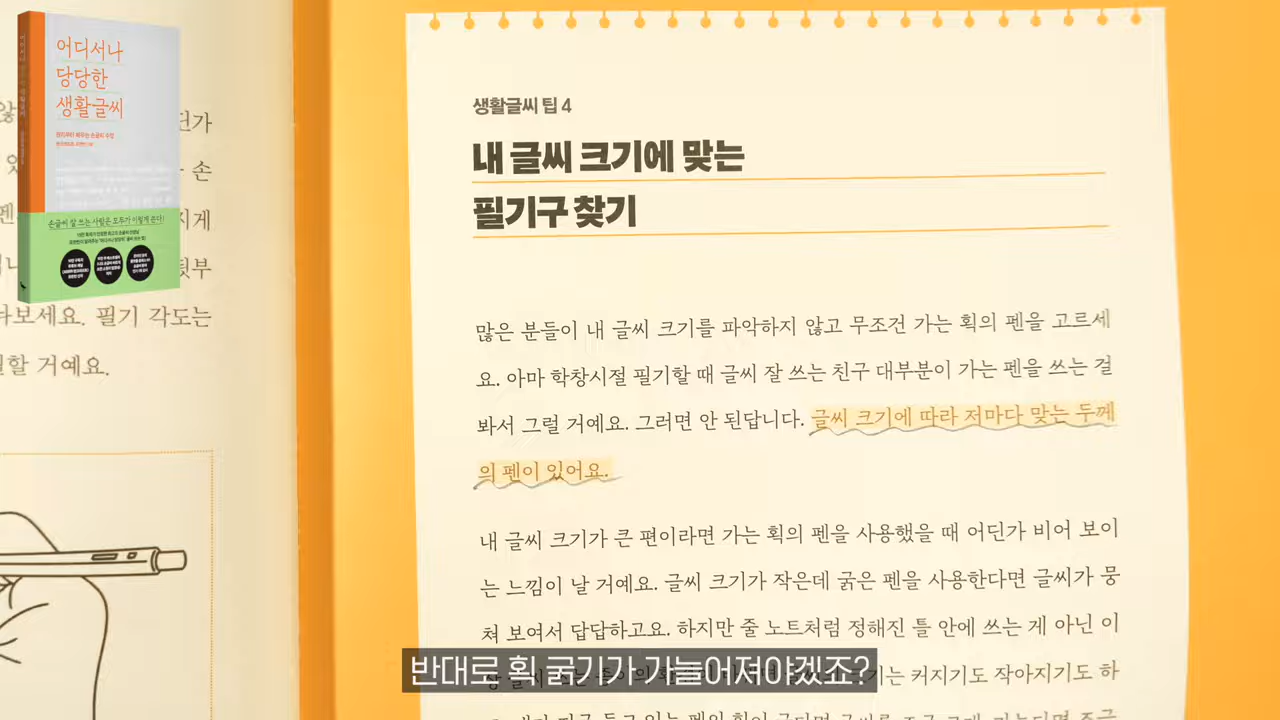 어디서나
당당한
생활글씨
손글씨 잘 쓰는 사람은 모두가 이렇게 쓴다!
손
나보세요. 필기 각도는
할 거예요.
생활글씨 팁 4
내 글씨 크기에 맞는
필기구 찾기
많은 분들이 내 글씨 크기를 파악하지 않고 무조건 가는 획의 펜을 고르세
요. 아마 학창시절 필기할 때 글씨 잘 쓰는 친구 대부분이 가는 펜을 쓰는 걸
봐서 그럴 거예요. 그러면 안 된답니다. 글씨 크기에 따라 저마다 맞는 두께
의 펜이 있어요.
내 글씨 크기가 큰 편이라면 가는 획의 펜을 사용했을 때 어딘가 비어 보이
는 느낌이 날 거예요. 글씨 크기가 작은데 굵은 펜을 사용한다면 글씨가 뭉
쳐 보여서 답답하고요. 하지만 줄 노트처럼 정해진 틀 안에 쓰는 게 아닌 이
기는 커지기도 작아지기도 하
반대로 획 굵기가 가늘어져야겠죠?